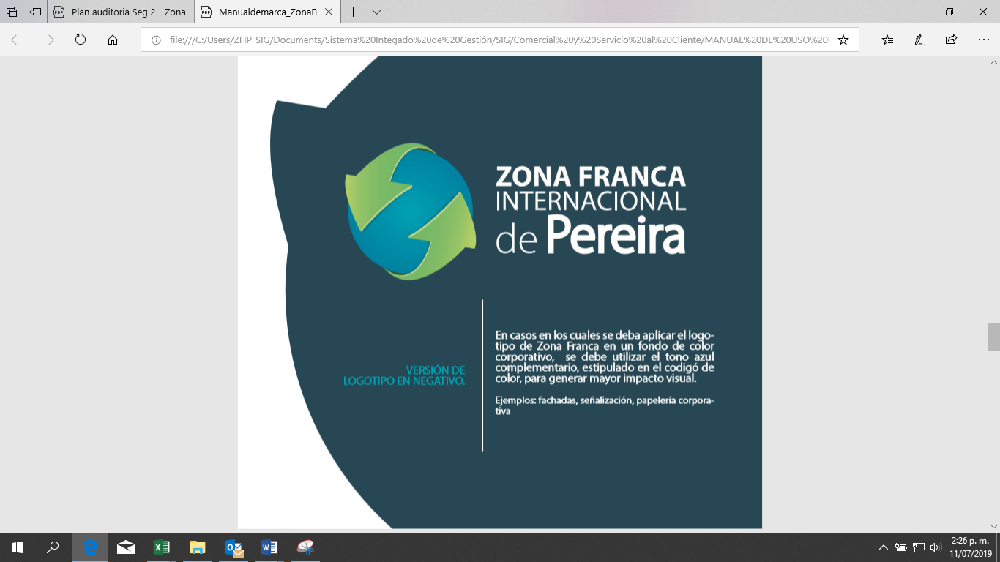 Plan auditoria Seg 2 - Zona
Manualdemarca_ZonaF
file:///C:/Users/ZFIP-SIG/Documents/Sistema%20Integado%20de%20Gestión/SIG/Comercial%20y%20Servicio%20al%20Cliente/MANUAL%20DE%20USO%20
ZONA FRANCA
INTERNACIONAL
de Pereira
VERSIÓN DE
LOGOTIPO EN NEGATIVO.
En casos en los cuales se deba aplicar el logo-
tipo de Zona Franca en un fondo de color
corporativo, se debe utilizar el tono azul
complementario, estipulado en el codigó de
color, para generar mayor impacto visual.
Ejemplos: fachadas, señalización, papelería corpora-
tiva
2:26 p. m.
11/07/2019